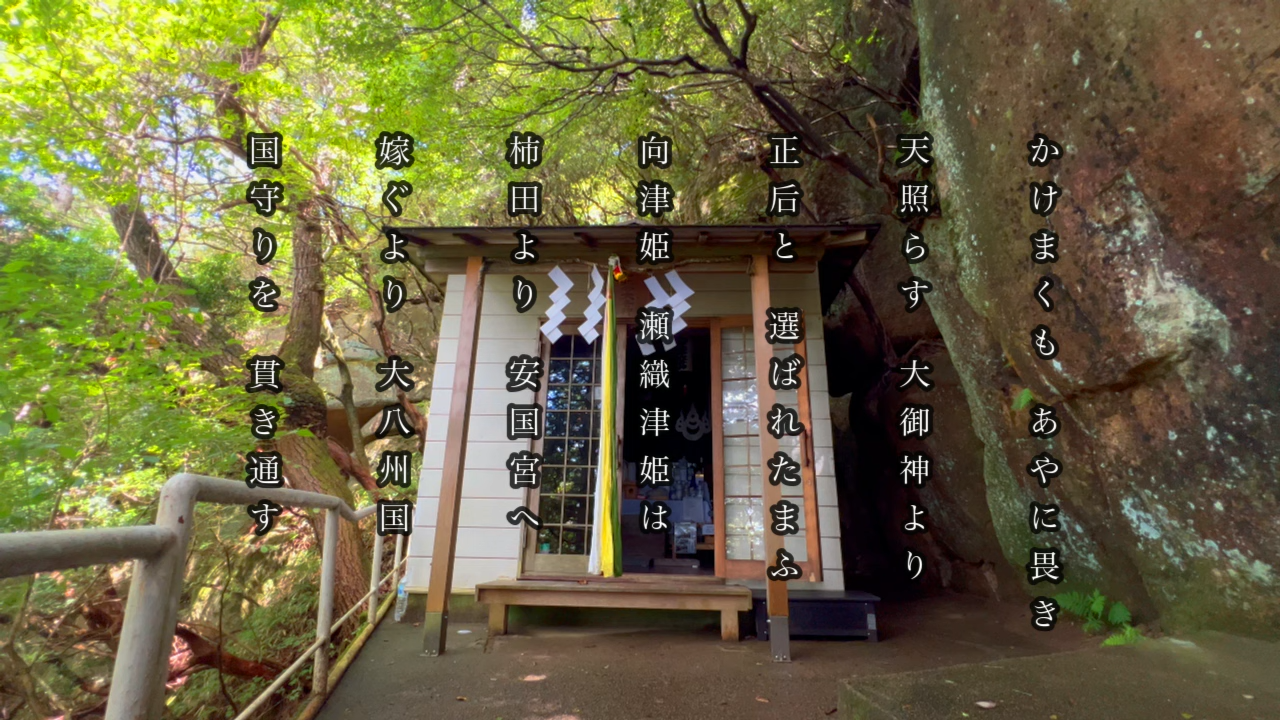 かけまくも あやに畏き
天照らす 大御神より
正后と 選ばれたまふ
向津姫 瀬織津姫は
柿田より 安国宮へ
嫁ぐより 大八州国
国守りを 貫き通す